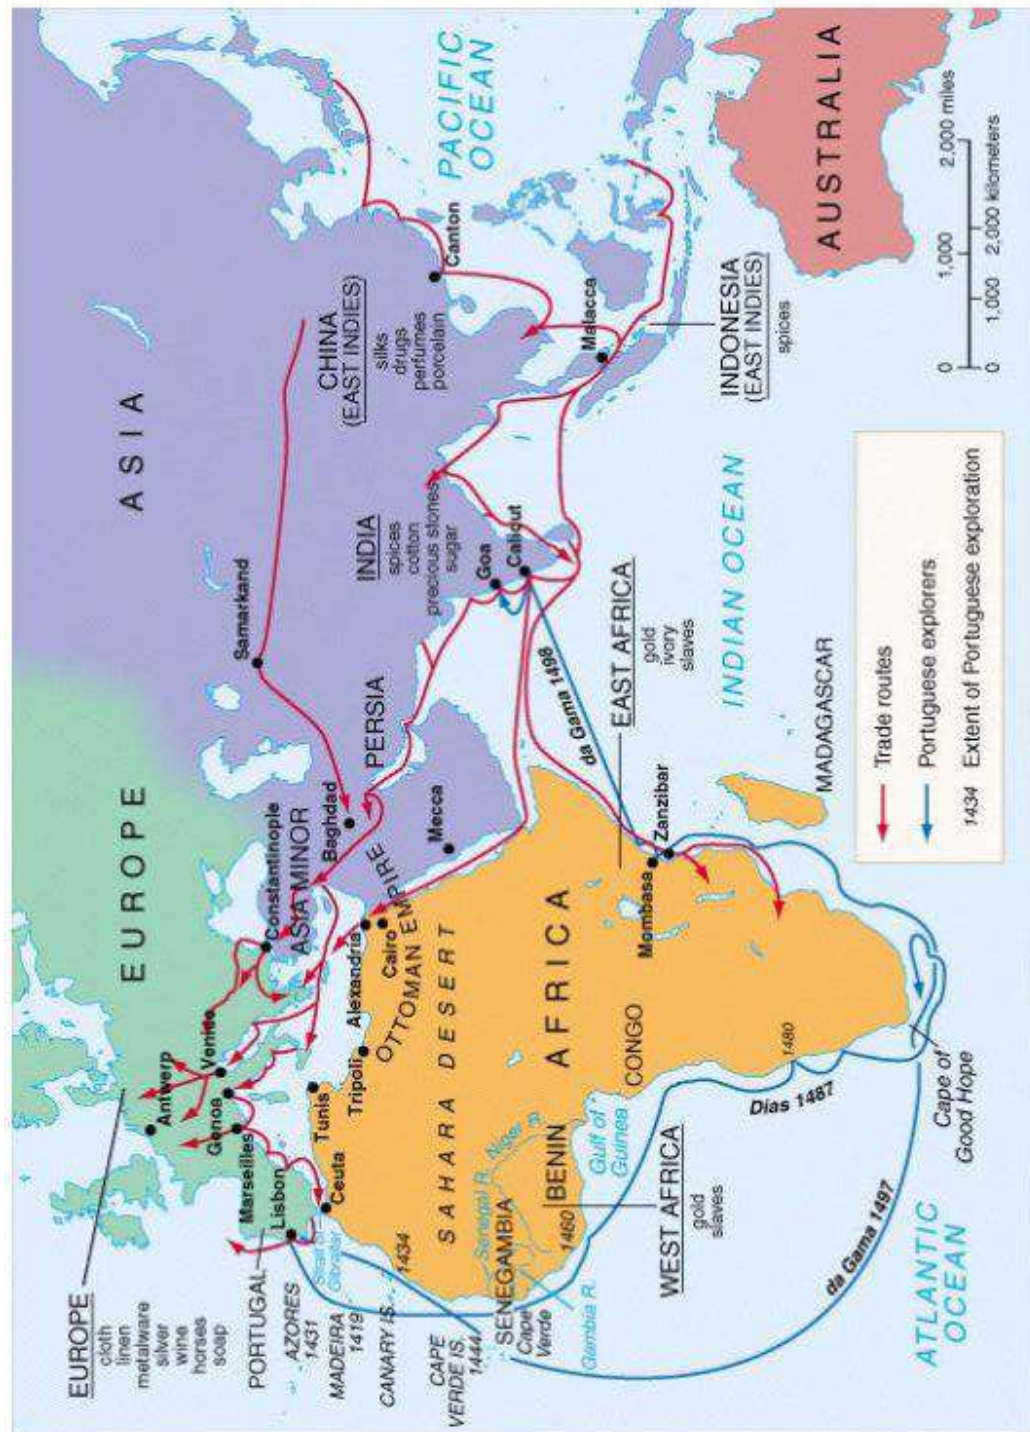 EUROPE
cloth
linen
metalware
silver
wine
horses
soap
PORTUGAL
AZORES
1431
MADEIRA
1419
CANARY IS.
CAPE
VERDE IS.
1444
EUROPE
ASIA
Antwerp
Venice
Genoa
Marseilles
Lisbon
Constantinople
ASIA MINOR
Samarkand
Baghdad
PERSIA
Strait of
Gibralter
Ceuta
Tunis
Tripoli
Alexandria
Cairo
OTTOMAN EMPIRE
Mecca
CHINA
(EAST INDIES)
silks
drugs
perfumes
porcelain
Canton
PACIFIC
OCEAN
INDIA
spices
cotton
precious stones
sugar
Goa
Calicut
1434
SAHARA DESERT
Senegal R.
Niger R.
SENEGAMBIA
Cape
Verde
Gambia R.
1460
BENIN
Gulf of
Guinea
AFRICA
CONGO
WEST AFRICA
gold
slaves
EAST AFRICA
gold
ivory
slaves
da Gama 1498
Mombasa
Zanzibar
Malacca
INDONESIA
(EAST INDIES)
spices
INDIAN OCEAN
MADAGASCAR
AUSTRALIA
1480
Dias 1487
da Gama 1497
Cape of
Good Hope
ATLANTIC
OCEAN
Trade routes
Portuguese explorers
1434 Extent of Portuguese exploration
0 1,000 2,000 miles
0 1,000 2,000 kilometers